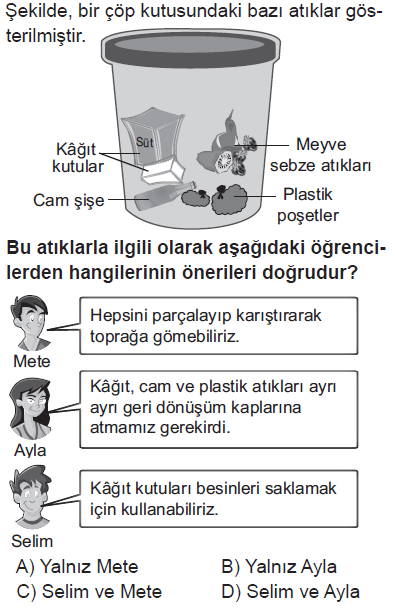 Şekilde, bir çöp kutusundaki bazı atıklar gös-
terilmiştir.
Süt
Kâğıt
kutular
Meyve
sebze atıkları
Cam şişe
Plastik
poşetler
Bu atıklarla ilgili olarak aşağıdaki öğrenci-
lerden hangilerinin önerileri doğrudur?
Hepsini parçalayıp karıştırarak
toprağa gömebiliriz.
Mete
Kâğıt, cam ve plastik atıkları ayrı
ayrı geri dönüşüm kaplarına
atmamız gerekirdi.
Ayla
Kâğıt kutuları besinleri saklamak
için kullanabiliriz.
Selim
A) Yalnız Mete B) Yalnız Ayla
C) Selim ve Mete D) Selim ve Ayla